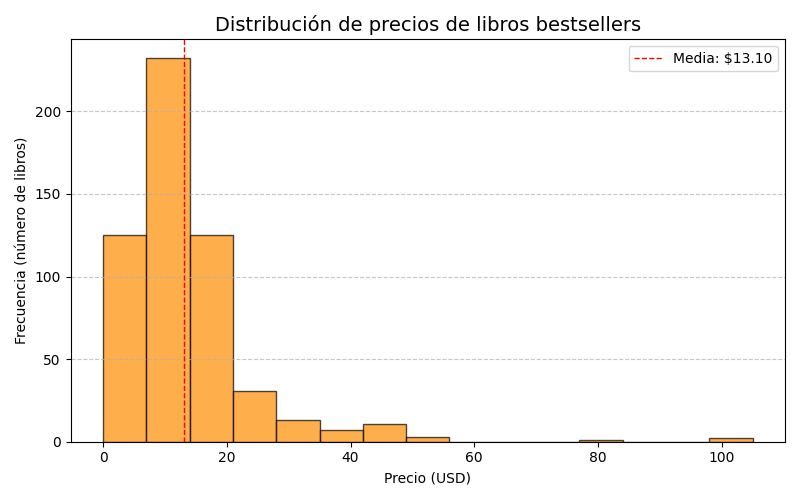 Distribución de precios de libros bestsellers
Media: $13.10
Frecuencia (número de libros)
200
150
100
50
0
0 20 40 60 80 100
Precio (USD)